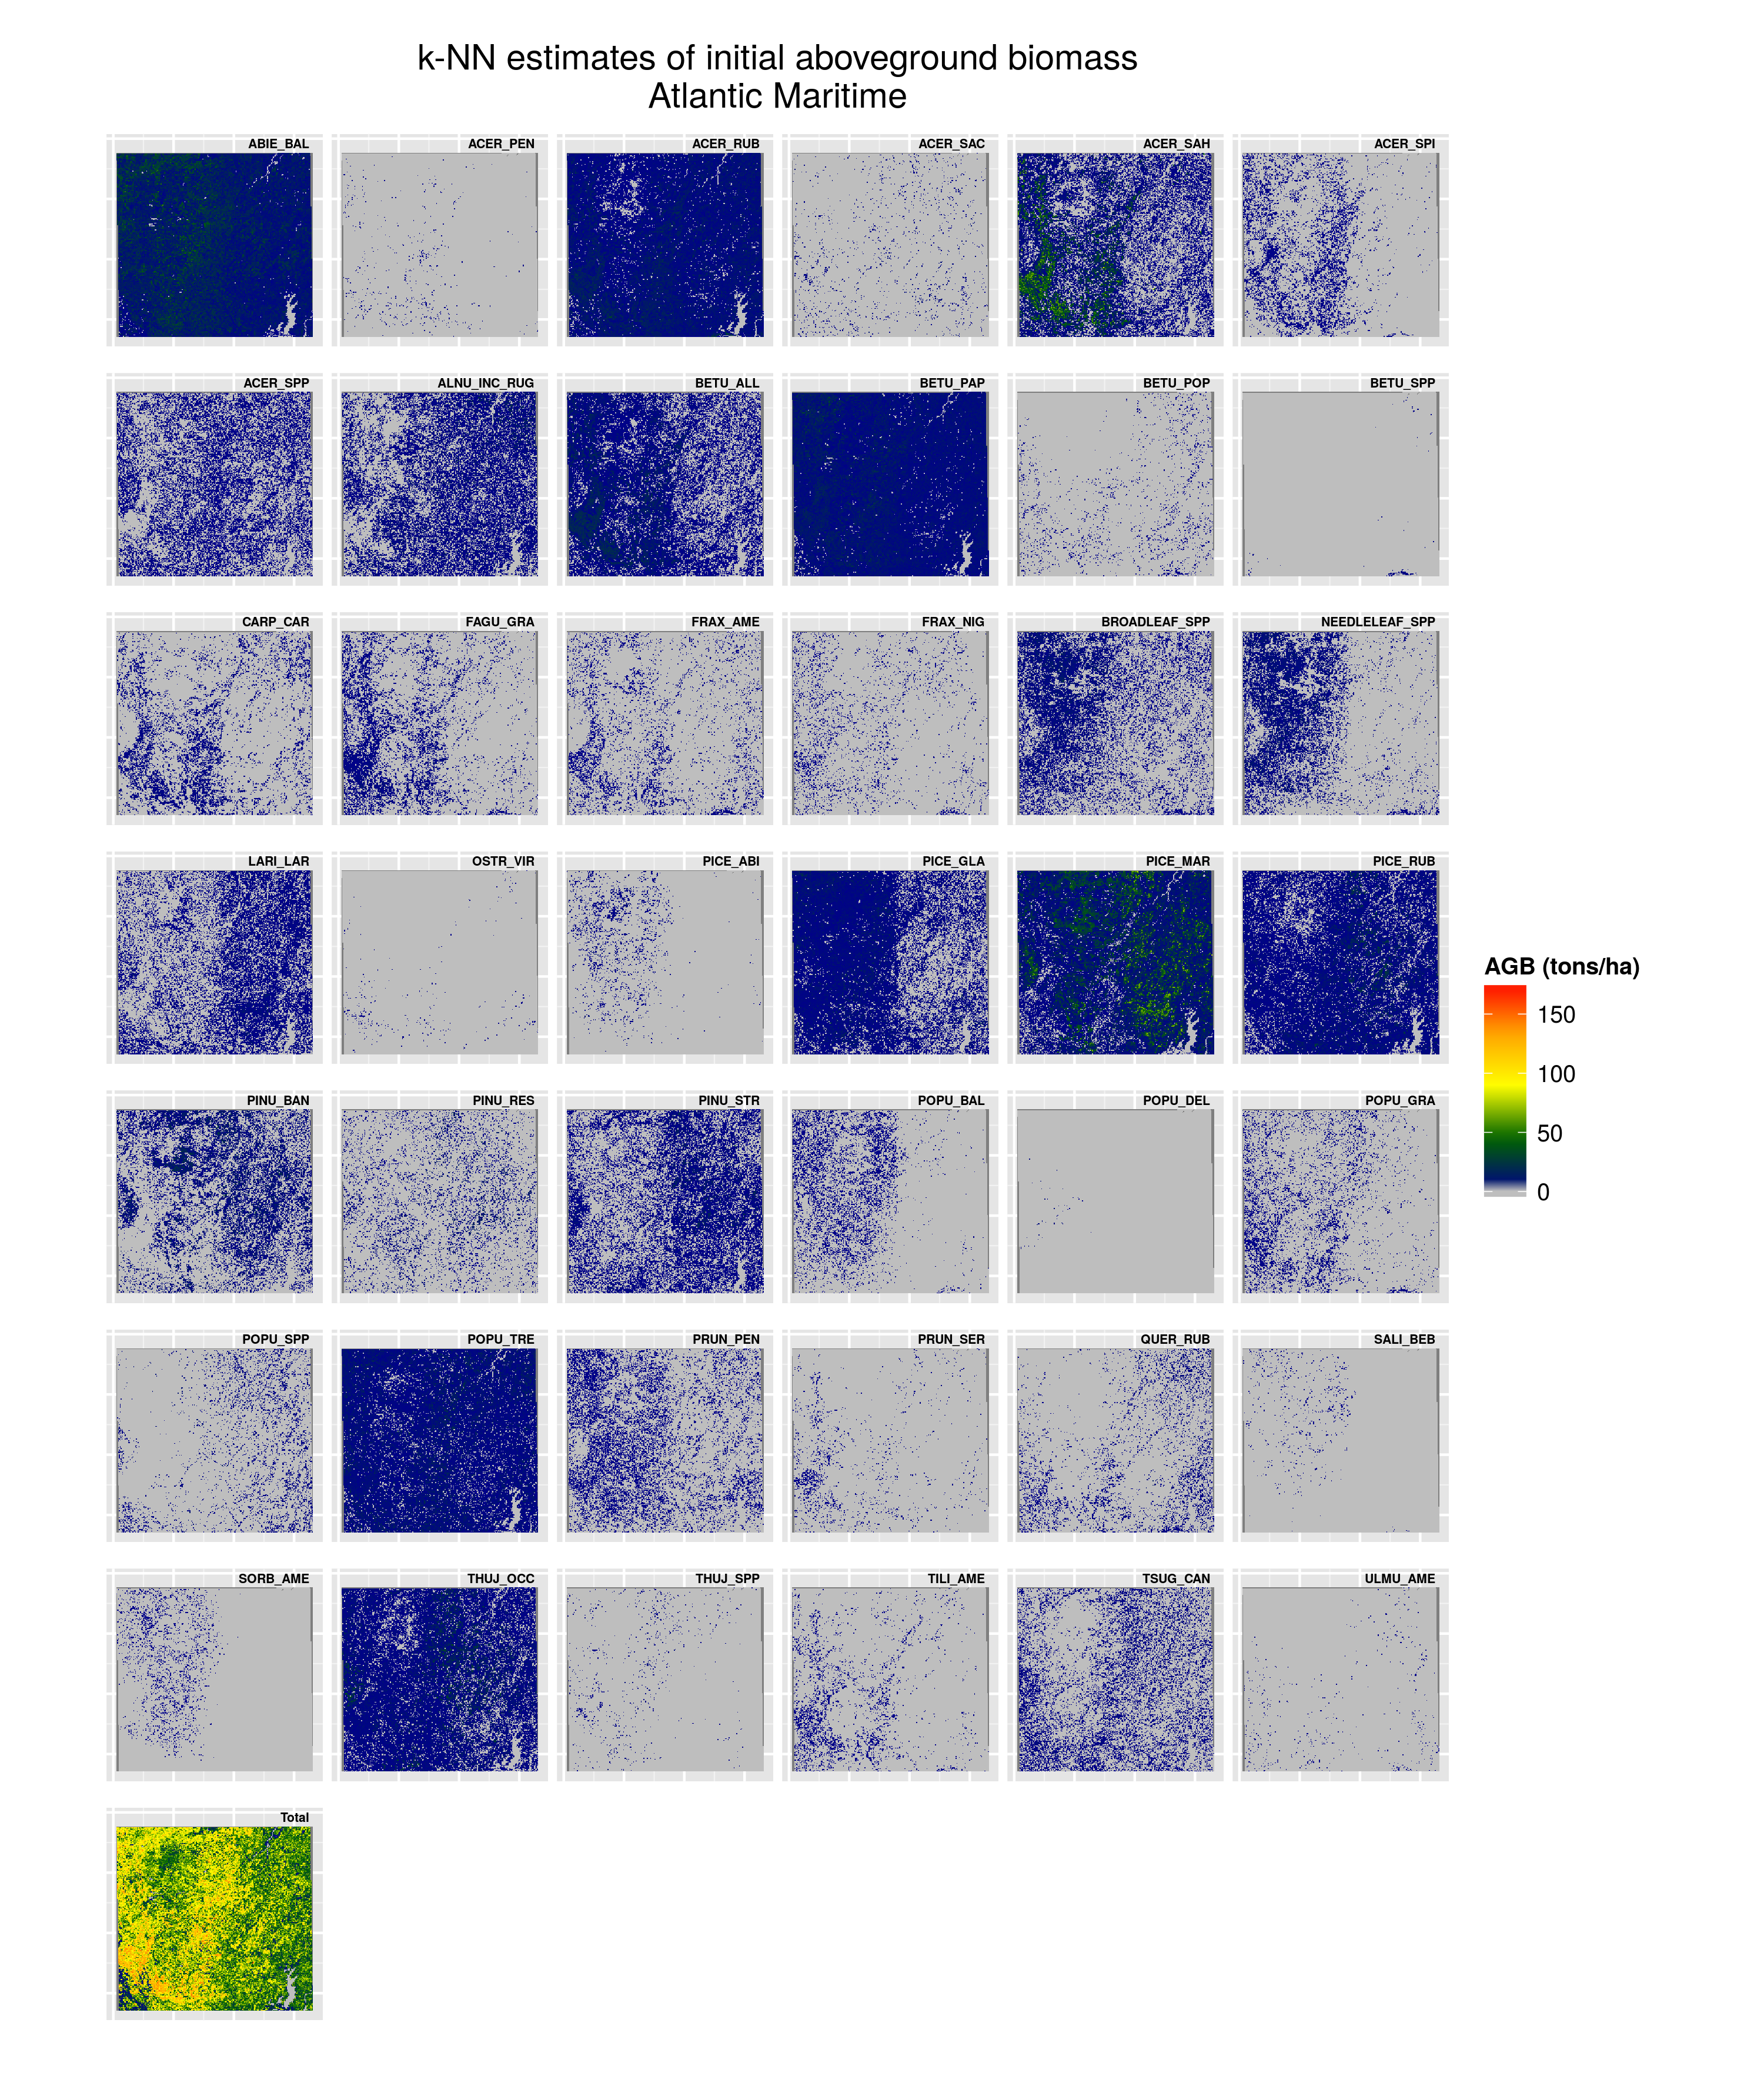 k-NN estimates of initial aboveground biomass
Atlantic Maritime
ABIE_BAL
ACER_PEN
ACER_RUB
ACER_SAC
ACER_SAH
ACER_SPI
ACER_SPP
ALNU_INC_RUG
BETU_ALL
BETU_PAP
BETU_POP
BETU_SPP
CARP_CAR
FAGU_GRA
FRAX_AME
FRAX_NIG
BROADLEAF_SPP
NEEDLELEAF_SPP
LARI_LAR
OSTR_VIR
PICE_ABI
PICE_GLA
PICE_MAR
PICE_RUB
PINU_BAN
PINU_RES
PINU_STR
POPU_BAL
POPU_DEL
POPU_GRA
POPU_SPP
POPU_TRE
PRUN_PEN
PRUN_SER
QUER_RUB
SALI_BEB
SORB_AME
THUJ_OCC
THUJ_SPP
TILI_AME
TSUG_CAN
ULMU_AME
Total
AGB (tons/ha)
150
100
50
0